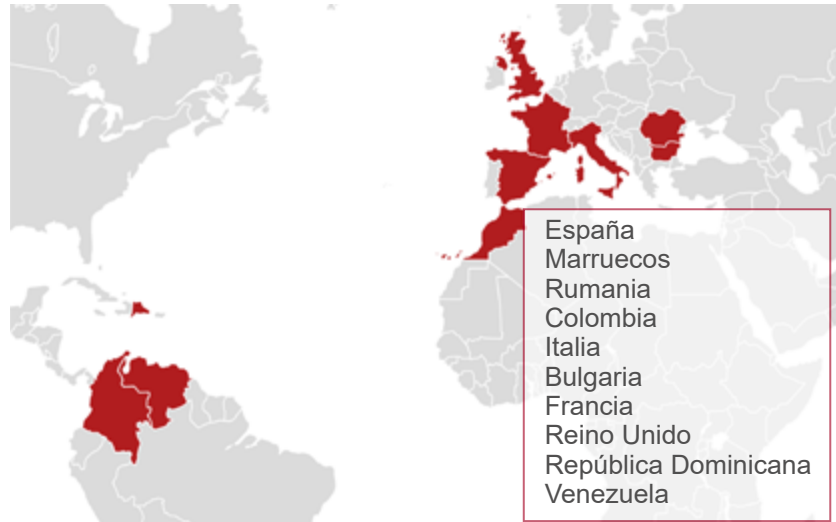 España
Marruecos
Rumania
Colombia
Italia
Bulgaria
Francia
Reino Unido
República Dominicana
Venezuela